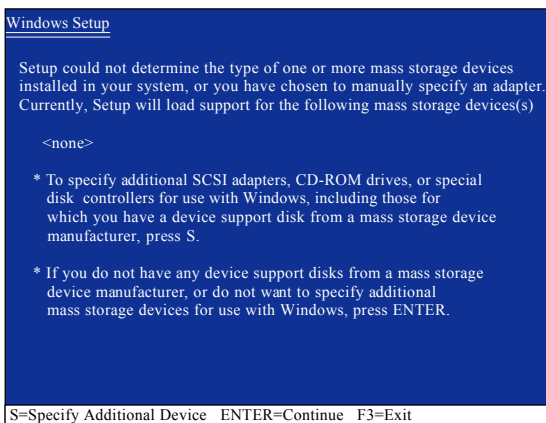 Windows Setup
Setup could not determine the type of one or more mass storage devices
installed in your system, or you have chosen to manually specify an adapter.
Currently, Setup will load support for the following mass storage devices(s)
<none>
* To specify additional SCSI adapters, CD-ROM drives, or special
disk controllers for use with Windows, including those for
which you have a device support disk from a mass storage device
manufacturer, press S.
* If you do not have any device support disks from a mass storage
device manufacturer, or do not want to specify additional
mass storage devices for use with Windows, press ENTER.
S=Specify Additional Device ENTER=Continue F3=Exit